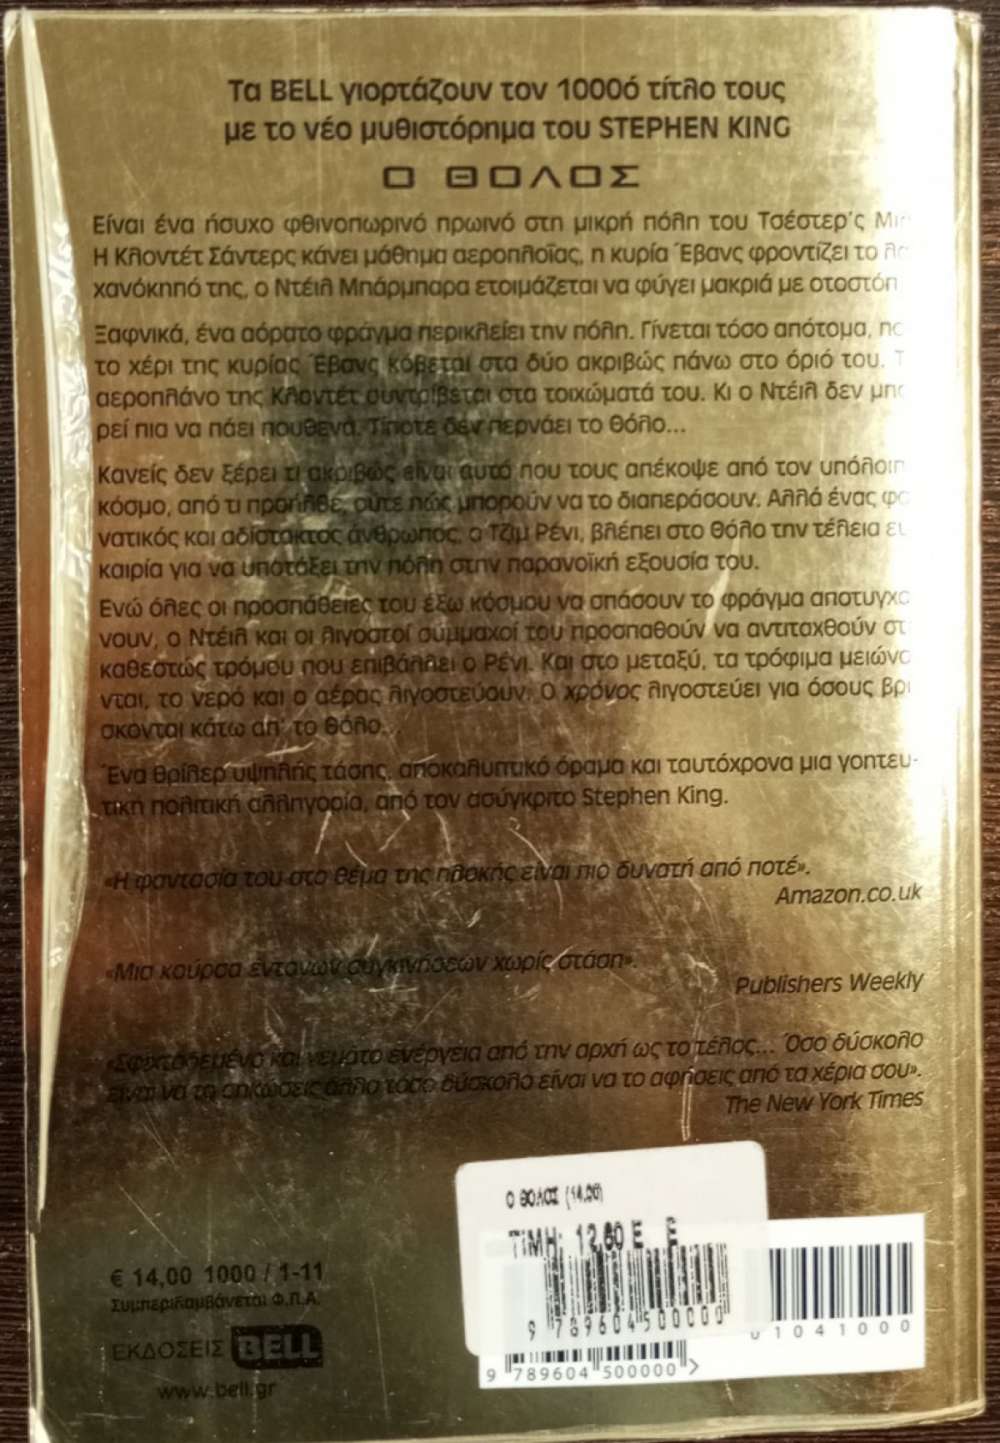 Τα BELL γιορτάζουν τον 1000ό τίτλο τους
με το νέο μυθιστόρημα του STEPHEN KING
Ο ΘΟΛΟΣ
Είναι ένα ήσυχο φθινοπωρινό πρωινό στη μικρή πόλη του Τσέστερ'ς Μιλ
Η Κλοντέτ Σάντερς κάνει μάθημα αεροπλοΐας, η κυρία Έβανς φροντίζει το λα
χανόκηπό της, ο Ντέιλ Μπάρμπαρα ετοιμάζεται να φύγει μακριά με οτοστόπ
Ξαφνικά, ένα αόρατο φράγμα περικλείει την πόλη. Γίνεται τόσο απότομα, πο
το χέρι της κυρίας Έβανς κόβεται στα δύο ακριβώς πάνω στο όριό του. Τ
αεροπλάνο της Κλοντέτ συντρίβεται στα τοιχώματά του. Κι ο Ντέιλ δεν μπο
ρεί πια να πάει πουθενά. Τίποτε δεν περνάει το θόλο...
Κανείς δεν ξέρει τι ακριβώς είναι αυτό που τους απέκοψε από τον υπόλοιπ
κόσμο, από τι προήλθε, ούτε πώς μπορούν να το διαπεράσουν. Αλλά ένας φα
νατικός και αδίστακτος άνθρωπος, ο Τζιμ Ρένι, βλέπει στο θόλο την τέλεια ευ
καιρία για να υποτάξει την πόλη στην παρανοϊκή εξουσία του.
Ενώ όλες οι προσπάθειες του έξω κόσμου να σπάσουν το φράγμα αποτυγχά
νουν, ο Ντέιλ και οι λιγοστοί σύμμαχοί του προσπαθούν να αντιταχθούν στ
καθεστώς τρόμου που επιβάλλει ο Ρένι. Και στο μεταξύ, τα τρόφιμα μειώνο
νται, το νερό και ο αέρας λιγοστεύουν. Ο χρόνος λιγοστεύει για όσους βρί
σκονται κάτω απ' το θόλο...
Ένα θρίλερ υψηλής τάσης, αποκαλυπτικό όραμα και ταυτόχρονα μια γοητευ-
τική πολιτική αλληγορία, από τον ασύγκριτο Stephen King.
«Η φαντασία του στο θέμα της πλοκής είναι πιο δυνατή από ποτέ».
Amazon.co.uk
«Μια κούρσα έντονων συγκινήσεων χωρίς στάση».
Publishers Weekly
«Σφιχτοδεμένο και γεμάτο ενέργεια από την αρχή ως το τέλος... Όσο δύσκολο
είναι να το σηκώσεις άλλο τόσο δύσκολο είναι να το αφήσεις από τα χέρια σου».
The New York Times
Ο ΘΟΛΟΣ (14,00)
ΤΙΜΗ: 12,60 Ε Ε
9 789604 500000
01041000
9 789604 500000 >
€ 14,00 1000 / 1-11
Συμπεριλαμβάνεται Φ.Π.Α.
ΕΚΔΟΣΕΙΣ BELL
www.bell.gr